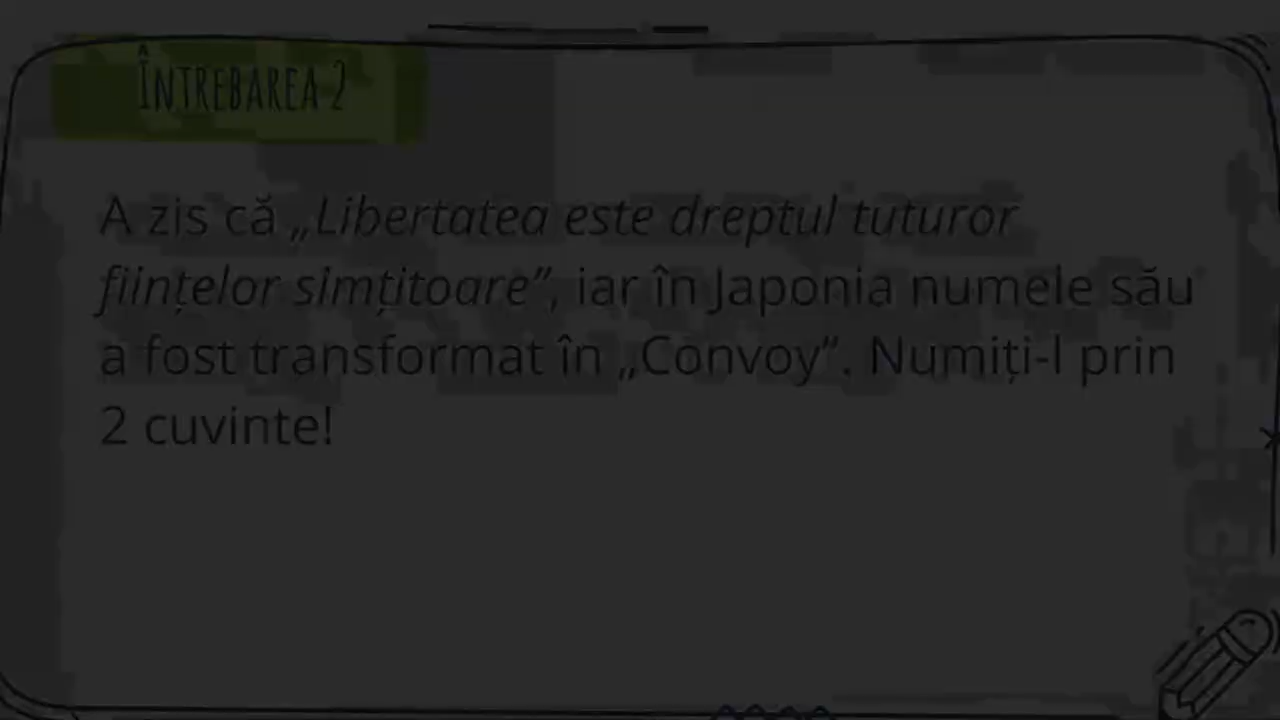 ÎNTREBAREA 2
A zis că „Libertatea este dreptul tuturor
ființelor simțitoare”, iar în Japonia numele său
a fost transformat în „Convoy”. Numiți-l prin
2 cuvinte!